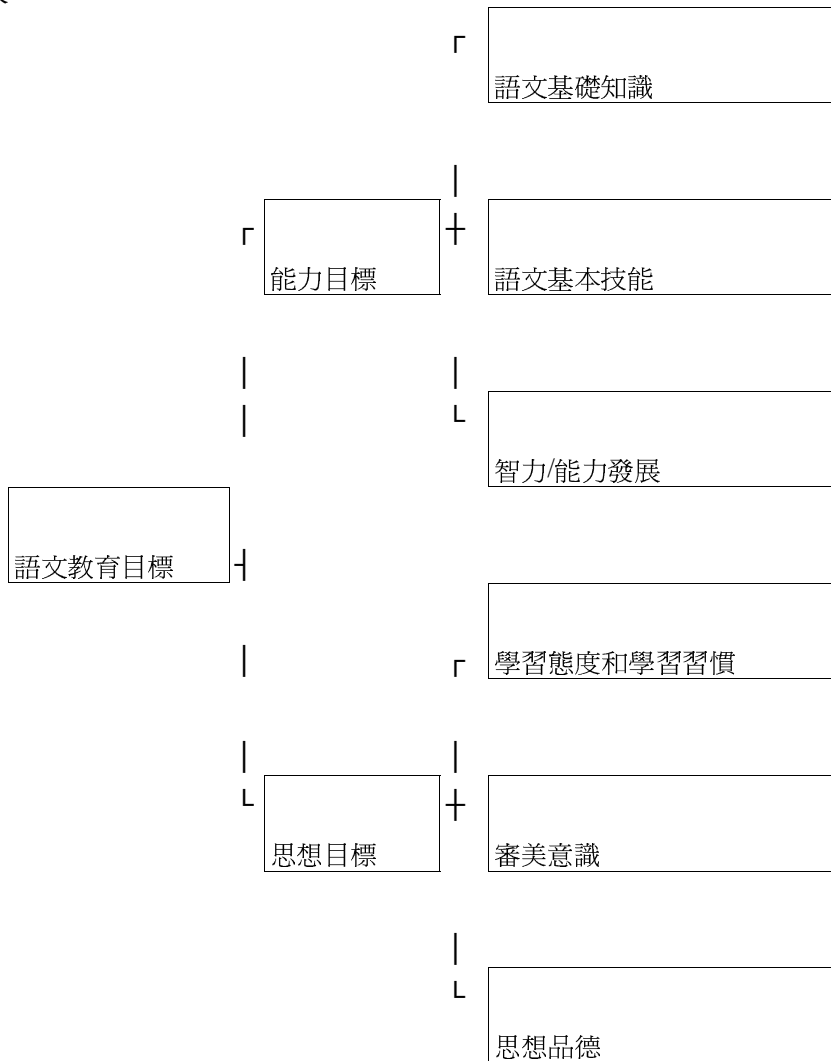 語文基礎知識
能力目標
語文基本技能
智力/能力發展
語文教育目標
學習態度和學習習慣
思想目標
審美意識
思想品德